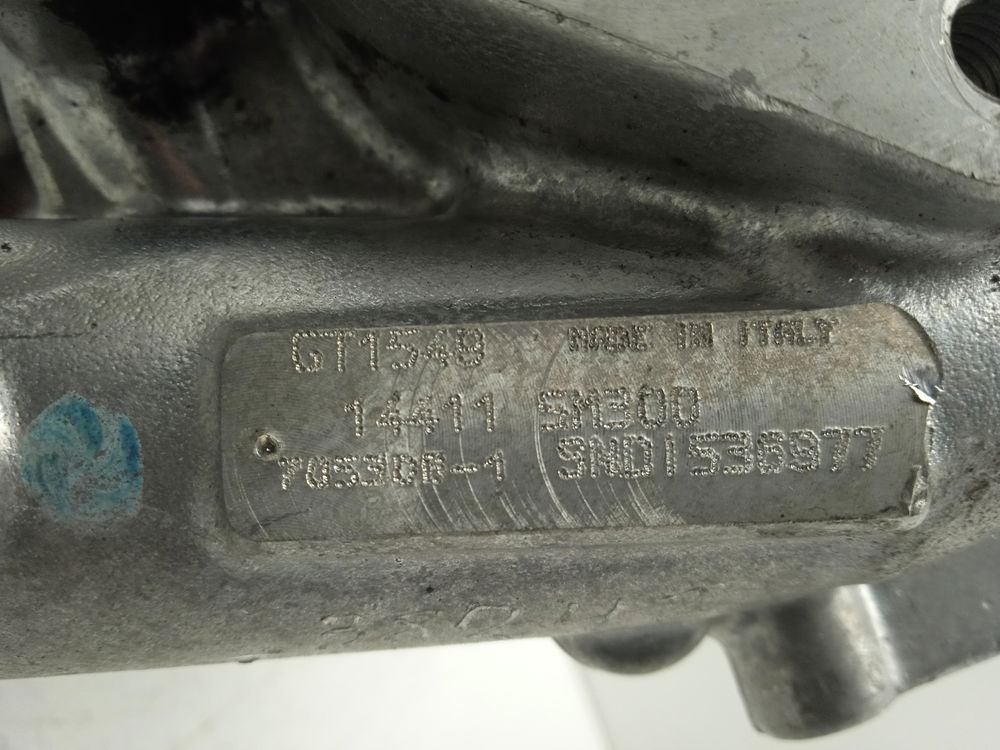 GT1549 MADE IN ITALY
14411 5M300
705306-1 SND1536977